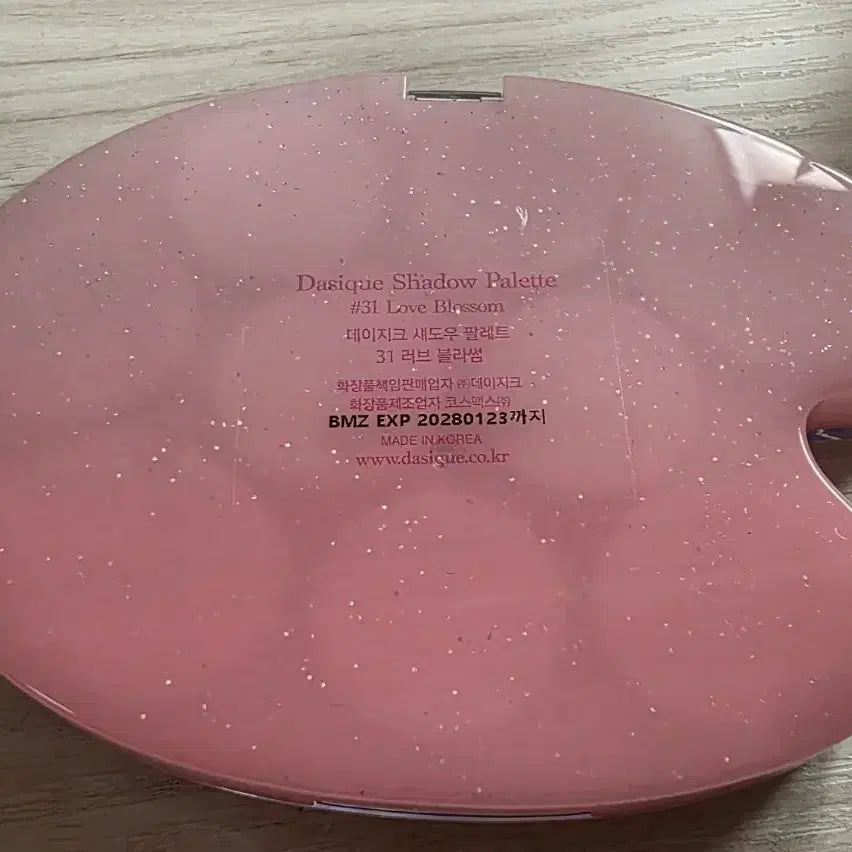 Dasique Shadow Palette
#31 Love Blossom
데이지크 섀도우 팔레트
31 러브 블라썸
화장품책임판매업자 ㈜데이지크
화장품제조업자 코스맥스㈜
BMZ EXP 20280123까지
MADE IN KOREA
www.dasique.co.kr